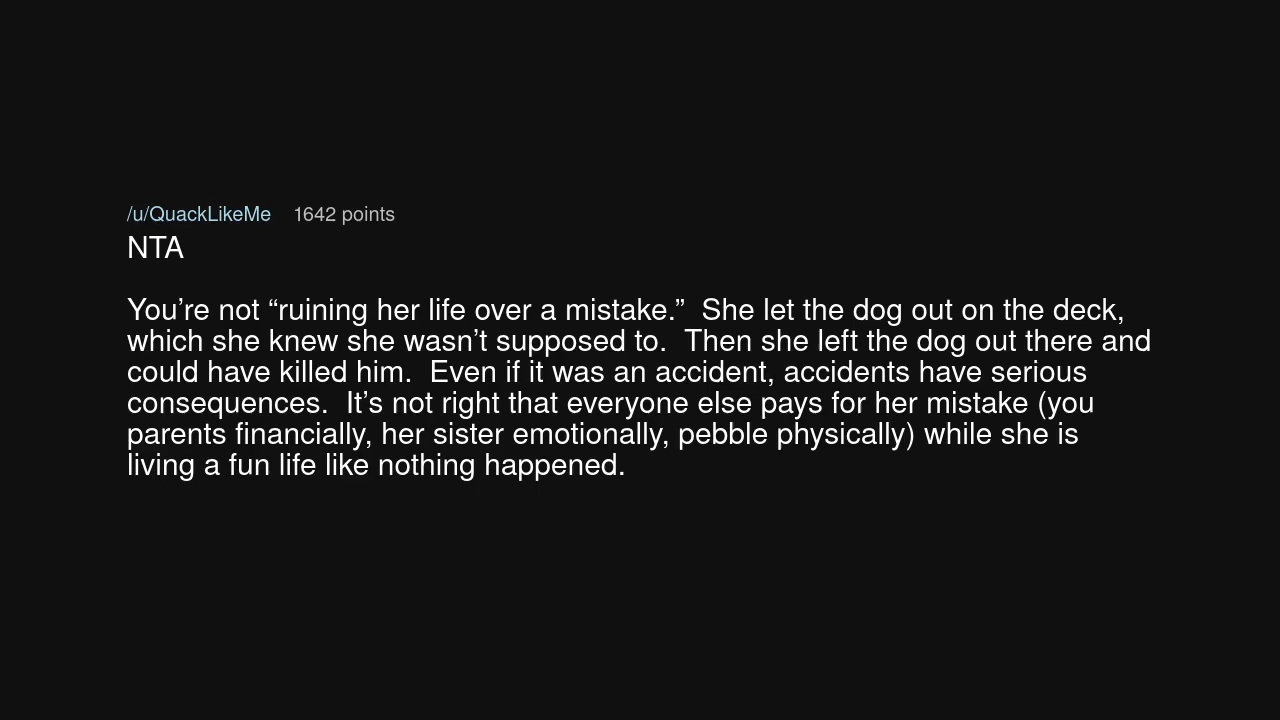 /u/QuackLikeMe 1642 points
NTA
You’re not “ruining her life over a mistake.”  She let the dog out on the deck,
which she knew she wasn’t supposed to.  Then she left the dog out there and
could have killed him.  Even if it was an accident, accidents have serious
consequences.  It’s not right that everyone else pays for her mistake (you
parents financially, her sister emotionally, pebble physically) while she is
living a fun life like nothing happened.